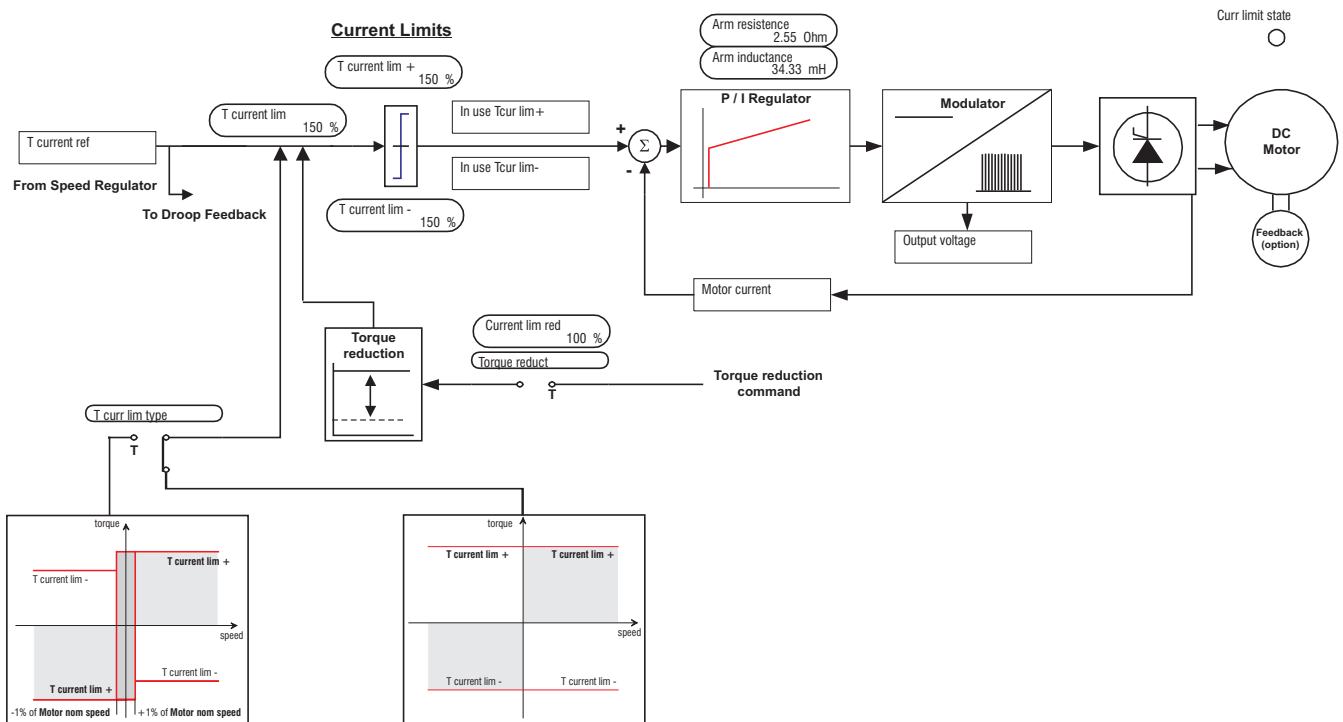 Curr limit state
Current Limits
Arm resistance
2.55 Ohm
Arm inductance
34.33 mH
T current lim +
150 %
T current lim
150 %
In use Tcur lim+
In use Tcur lim-
T current lim -
150 %
T current ref
From Speed Regulator
To Droop Feedback
+
Σ
-
P / I Regulator
Modulator
DC
Motor
Feedback
(option)
Output voltage
Motor current
Torque
reduction
Current lim red
100 %
Torque reduct
T
Torque reduction
command
T curr lim type
T
torque
T current lim +
T current lim -
speed
T current lim -
T current lim +
-1% of Motor nom speed
+1% of Motor nom speed
torque
T current lim +
T current lim +
speed
T current lim -
T current lim -